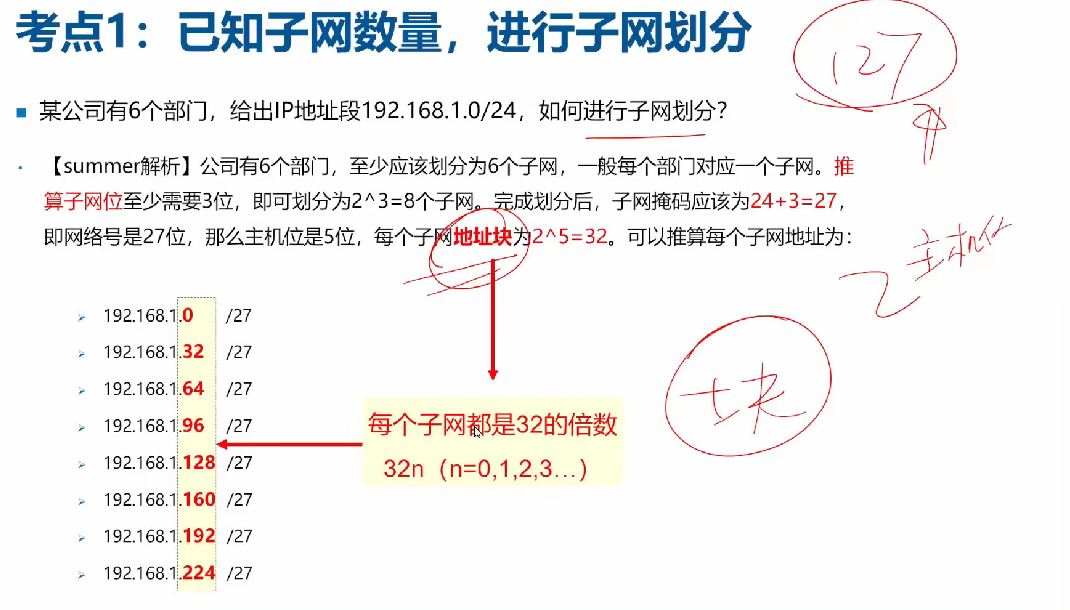 考点1：已知子网数量，进行子网划分
某公司有6个部门，给出IP地址段192.168.1.0/24，如何进行子网划分？
【summer解析】公司有6个部门，至少应该划分为6个子网，一般每个部门对应一个子网。推
算子网位至少需要3位，即可划分为2^3=8个子网。完成划分后，子网掩码应该为24+3=27，
即网络号是27位，那么主机位是5位，每个子网地址块为2^5=32。可以推算每个子网地址为：
192.168.1.0 /27
192.168.1.32 /27
192.168.1.64 /27
192.168.1.96 /27
192.168.1.128 /27
192.168.1.160 /27
192.168.1.192 /27
192.168.1.224 /27
每个子网都是32的倍数
32n（n=0,1,2,3…）
127
2主机位
块